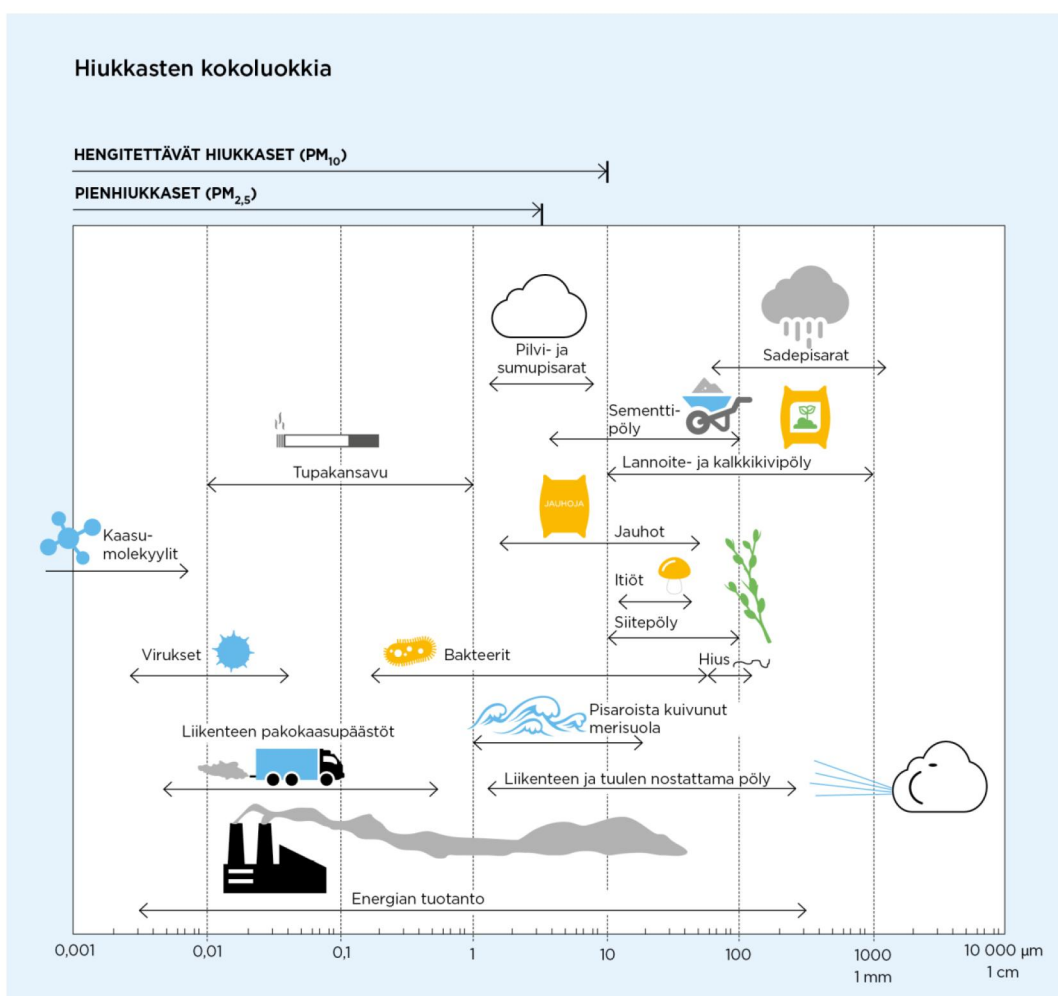 Hiukkasten kokoluokkia
HENGITETTÄVÄT HIUKKASET (PM10)
PIENHIUKKASET (PM2,5)
Pilvi- ja
sumupisarat
Sadepisarat
Sementti-
pöly
Tupakansavu
Lannoite- ja kalkkikivipöly
JAUHOJA
Kaasu-
molekyylit
Jauhot
Itiöt
Siitepöly
Virukset
Bakteerit
Hius
Pisaroista kuivunut
merisuola
Liikenteen pakokaasupäästöt
Liikenteen ja tuulen nostattama pöly
Energian tuotanto
0,001 0,01 0,1 1 10 100 1000 10 000 µm
1 mm 1 cm